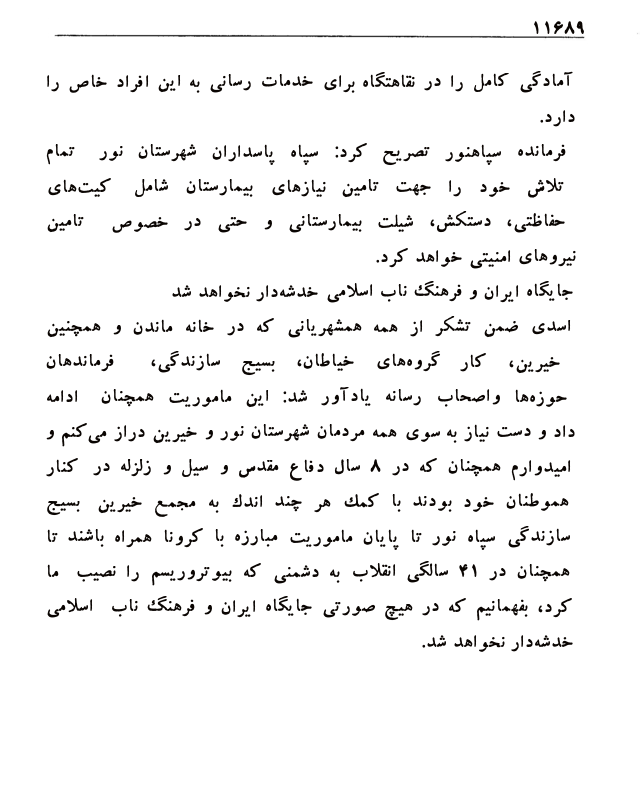 ۱۱۶۸۹
آمادگی کامل را در نقاهتگاه برای خدمات رسانی به این افراد خاص را
دارد.
فرمانده سپاهنور تصریح کرد: سپاه پاسداران شهرستان نور تمام
تلاش خود را جهت تامین نیازهای بیمارستان شامل کیت‌های
حفاظتی، دستکش، شیلت بیمارستانی و حتی در خصوص تامین
نیروهای امنیتی خواهد کرد.
جایگاه ایران و فرهنگ ناب اسلامی خدشه‌دار نخواهد شد
اسدی ضمن تشکر از همه همشهریانی که در خانه ماندن و همچنین
خیرین، کار گروه‌های خیاطان، بسیج سازندگی، فرماندهان
حوزه‌ها واصحاب رسانه یادآور شد: این ماموریت همچنان ادامه
داد و دست نیاز به سوی همه مردمان شهرستان نور و خیرین دراز می‌کنم و
امیدوارم همچنان که در ۸ سال دفاع مقدس و سیل و زلزله در کنار
هموطنان خود بودند با کمك هر چند اندك به مجمع خیرین بسیج
سازندگی سپاه نور تا پایان ماموریت مبارزه با کرونا همراه باشند تا
همچنان در ۴۱ سالگی انقلاب به دشمنی که بیوتروریسم را نصیب ما
کرد، بفهمانیم که در هیچ صورتی جایگاه ایران و فرهنگ ناب اسلامی
خدشه‌دار نخواهد شد.